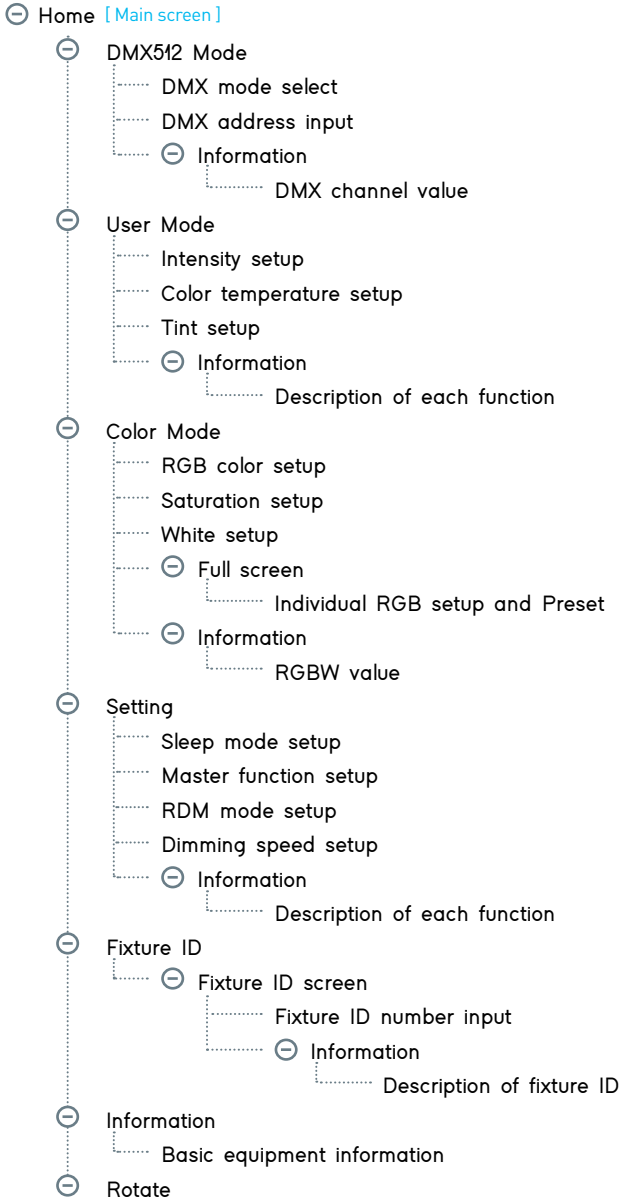 Home [ Main screen ]
DMX512 Mode
DMX mode select
DMX address input
Information
DMX channel value
User Mode
Intensity setup
Color temperature setup
Tint setup
Information
Description of each function
Color Mode
RGB color setup
Saturation setup
White setup
Full screen
Individual RGB setup and Preset
Information
RGBW value
Setting
Sleep mode setup
Master function setup
RDM mode setup
Dimming speed setup
Information
Description of each function
Fixture ID
Fixture ID screen
Fixture ID number input
Information
Description of fixture ID
Information
Basic equipment information
Rotate